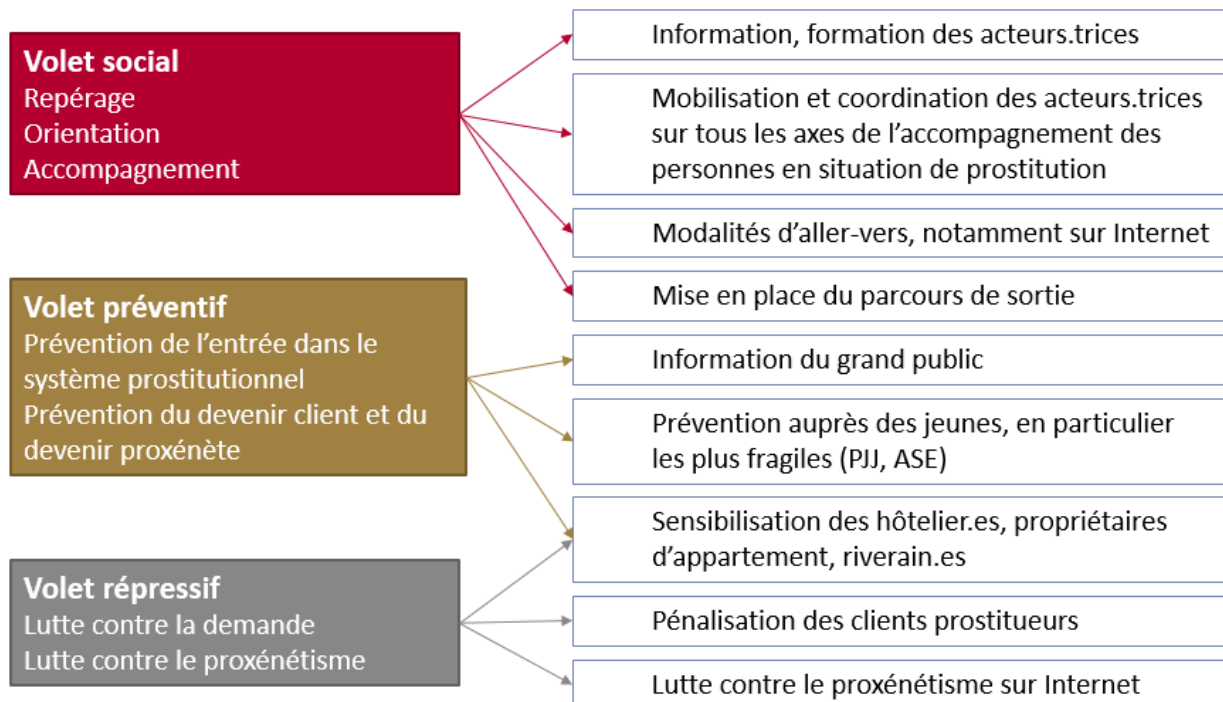 Volet social
Repérage
Orientation
Accompagnement
Information, formation des acteurs.trices
Mobilisation et coordination des acteurs.trices
sur tous les axes de l'accompagnement des
personnes en situation de prostitution
Modalités d'aller-vers, notamment sur Internet
Mise en place du parcours de sortie
Volet préventif
Prévention de l'entrée dans le
système prostitutionnel
Prévention du devenir client et du
devenir proxénète
Information du grand public
Prévention auprès des jeunes, en particulier
les plus fragiles (PJJ, ASE)
Sensibilisation des hôtelier.es, propriétaires
d'appartement, riverain.es
Volet répressif
Lutte contre la demande
Lutte contre le proxénétisme
Pénalisation des clients prostitueurs
Lutte contre le proxénétisme sur Internet